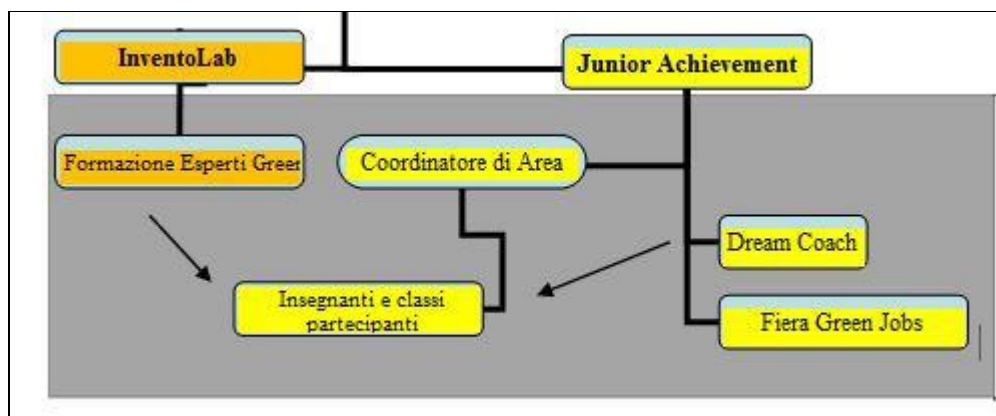 InventoLab
Junior Achievement
Formazione Esperti Green
Coordinatore di Area
Dream Coach
Insegnanti e classi
partecipanti
Fiera Green Jobs